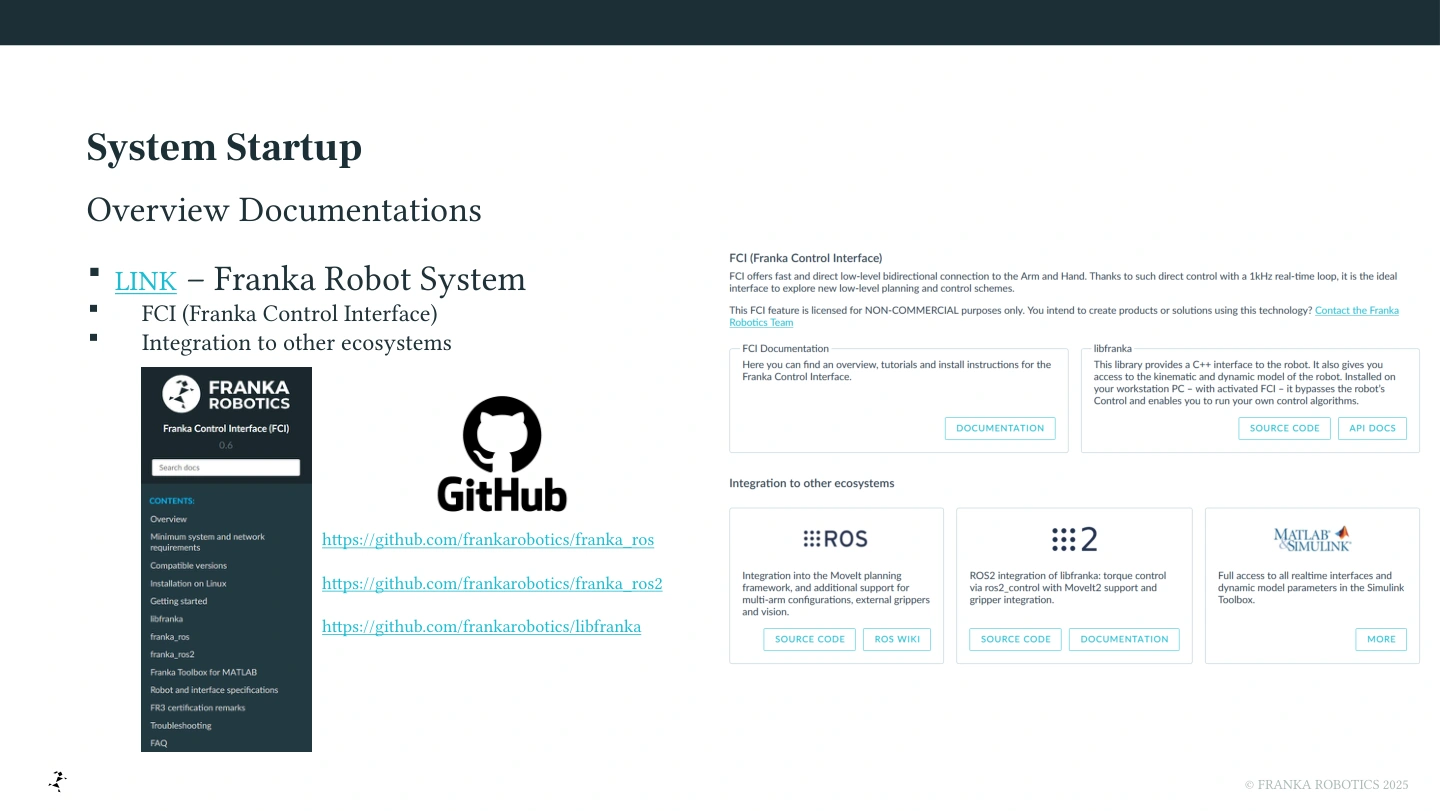 System Startup
Overview Documentations
LINK – Franka Robot System
FCI (Franka Control Interface)
Integration to other ecosystems
FRANKA
ROBOTICS
Franka Control Interface (FCI)
0.6
Search docs
CONTENTS:
Overview
Minimum system and network
requirements
Compatible versions
Installation on Linux
Getting started
libfranka
franka_ros
franka_ros2
Franka Toolbox for MATLAB
Robot and interface specifications
FR3 certification remarks
Troubleshooting
FAQ
GitHub
https://github.com/frankarobotics/franka_ros
https://github.com/frankarobotics/franka_ros2
https://github.com/frankarobotics/libfranka
FCI (Franka Control Interface)
FCI offers fast and direct low-level bidirectional connection to the Arm and Hand. Thanks to such direct control with a 1kHz real-time loop, it is the ideal
interface to explore new low-level planning and control schemes.
This FCI feature is licensed for NON-COMMERCIAL purposes only. You intend to create products or solutions using this technology? Contact the Franka
Robotics Team
FCI Documentation
Here you can find an overview, tutorials and install instructions for the
Franka Control Interface.
DOCUMENTATION
libfranka
This library provides a C++ interface to the robot. It also gives you
access to the kinematic and dynamic model of the robot. Installed on
your workstation PC – with activated FCI – it bypasses the robot's
Control and enables you to run your own control algorithms.
SOURCE CODE
API DOCS
Integration to other ecosystems
ROS
Integration into the MoveIt planning
framework, and additional support for
multi-arm configurations, external grippers
and vision.
SOURCE CODE
ROS WIKI
2
ROS2 integration of libfranka: torque control
via ros2_control with MoveIt2 support and
gripper integration.
SOURCE CODE
DOCUMENTATION
MATLAB
&SIMULINK
Full access to all realtime interfaces and
dynamic model parameters in the Simulink
Toolbox.
MORE
© FRANKA ROBOTICS 2025